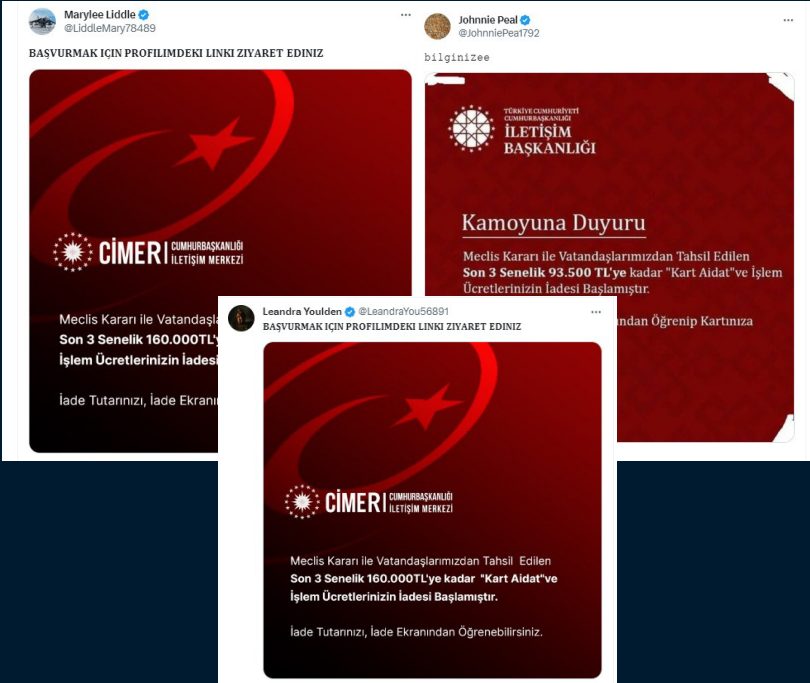 Marylee Liddle
@LiddleMary78489
BAŞVURMAK IÇIN PROFILIMDEKI LINKI ZIYARET EDINIZ
CİMER CUMHURBAŞKANLIĞI
İLETİŞİM MERKEZİ
Meclis Kararı ile Vatandaşla
Son 3 Senelik 160.000TL'y
İşlem Ücretlerinizin İadesi
İade Tutarınızı, İade Ekranı
Johnnie Peal
@JohnniePea1792
bilginizee
TÜRKİYE CUMHURİYETİ
CUMHURBAŞKANLIĞI
İLETİŞİM
BAŞKANLIĞI
Kamoyuna Duyuru
Meclis Kararı ile Vatandaşlarımızdan Tahsil Edilen
Son 3 Senelik 93.500 TL'ye kadar "Kart Aidat"ve İşlem
Ücretlerinizin İadesi Başlamıştır.
ından Öğrenip Kartınıza
Leandra Youlden @LeandraYou56891
BAŞVURMAK IÇIN PROFILIMDEKI LINKI ZIYARET EDINIZ
CİMER CUMHURBAŞKANLIĞI
İLETİŞİM MERKEZİ
Meclis Kararı ile Vatandaşlarımızdan Tahsil Edilen
Son 3 Senelik 160.000TL'ye kadar "Kart Aidat"ve
İşlem Ücretlerinizin İadesi Başlamıştır.
İade Tutarınızı, İade Ekranından Öğrenebilirsiniz.